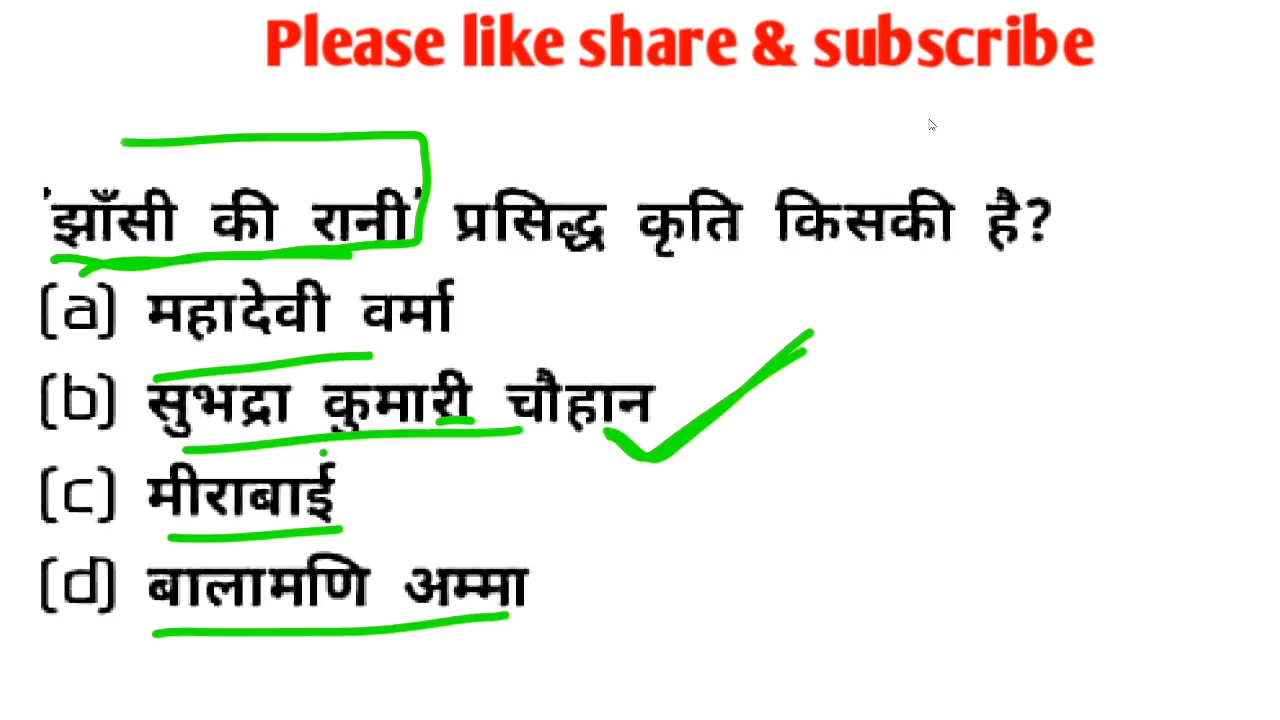 Please like share & subscribe
'झाँसी की रानी' प्रसिद्ध कृति किसकी है?
(a) महादेवी वर्मा
(b) सुभद्रा कुमारी चौहान
(c) मीराबाई
(d) बालामणि अम्मा